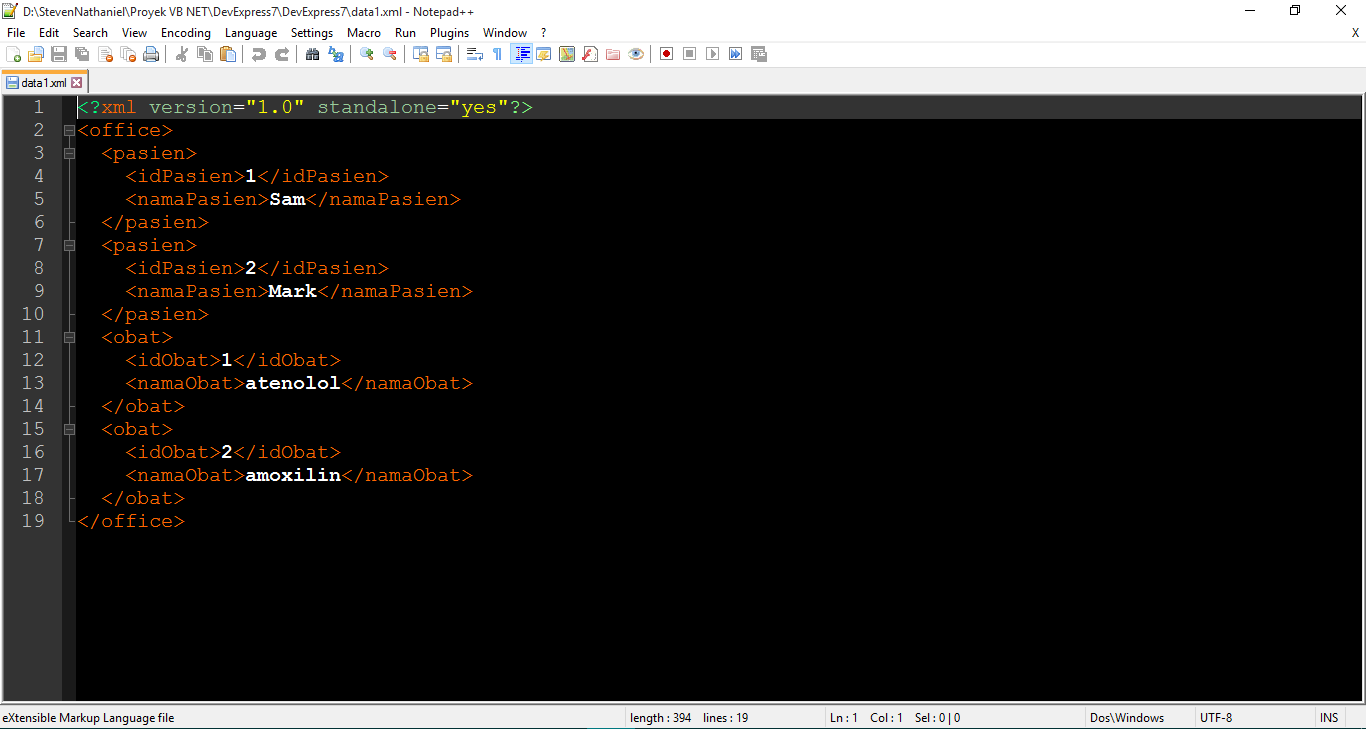 D:\StevenNathaniel\Proyek VB NET\DevExpress7\DevExpress7\data1.xml - Notepad++
File Edit Search View Encoding Language Settings Macro Run Plugins Window ? X
data1.xml
1 <?xml version="1.0" standalone="yes"?>
2 <office>
3 <pasien>
4 <idPasien>1</idPasien>
5 <namaPasien>Sam</namaPasien>
6 </pasien>
7 <pasien>
8 <idPasien>2</idPasien>
9 <namaPasien>Mark</namaPasien>
10 </pasien>
11 <obat>
12 <idObat>1</idObat>
13 <namaObat>atenolol</namaObat>
14 </obat>
15 <obat>
16 <idObat>2</idObat>
17 <namaObat>amoxilin</namaObat>
18 </obat>
19 </office>
eXtensible Markup Language file length : 394 lines : 19 Ln : 1 Col : 1 Sel : 0 | 0 Dos\Windows UTF-8 INS